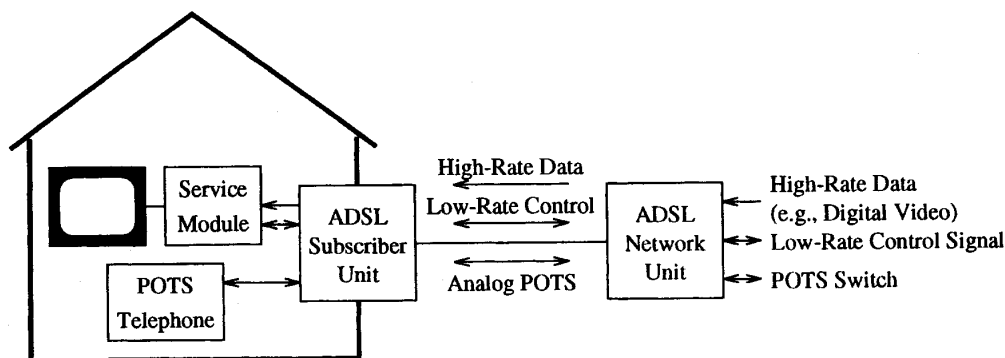 Service
Module
POTS
Telephone
ADSL
Subscriber
Unit
High-Rate Data
Low-Rate Control
Analog POTS
ADSL
Network
Unit
High-Rate Data
(e.g., Digital Video)
Low-Rate Control Signal
POTS Switch